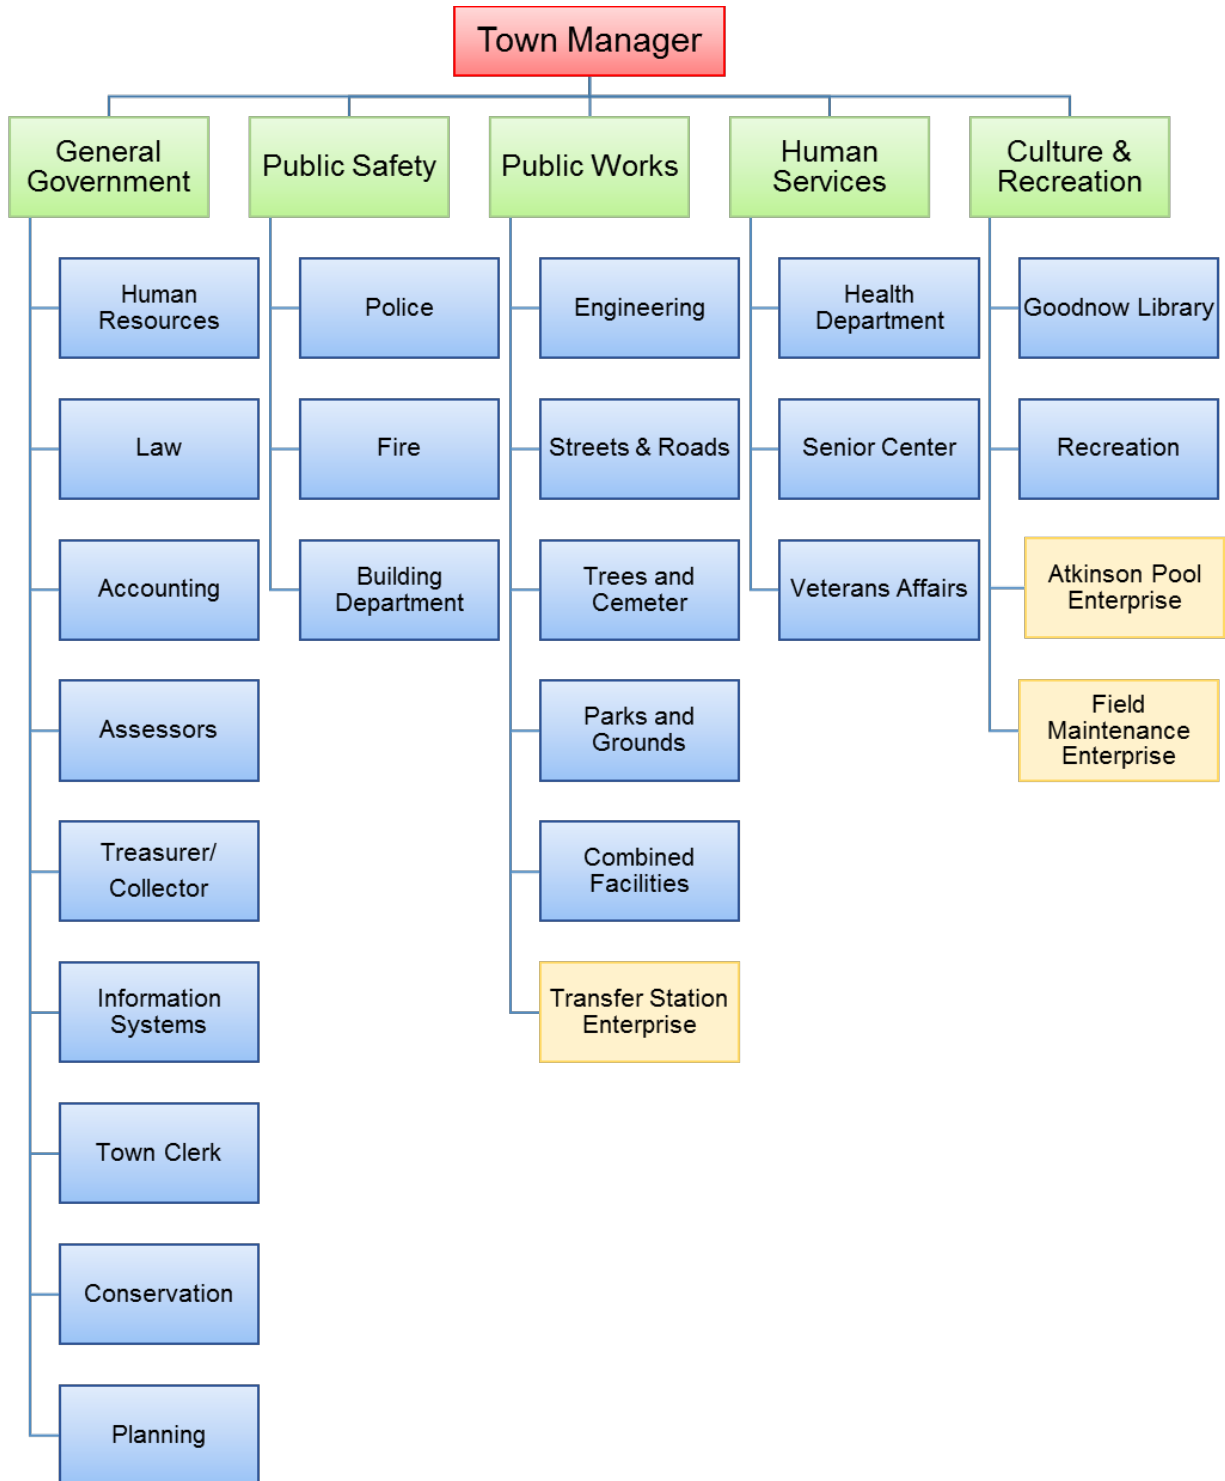 Town Manager
General
Government
Public Safety
Public Works
Human
Services
Culture &
Recreation
Human
Resources
Law
Accounting
Assessors
Treasurer/
Collector
Information
Systems
Town Clerk
Conservation
Planning
Police
Fire
Building
Department
Engineering
Streets & Roads
Trees and
Cemeter
Parks and
Grounds
Combined
Facilities
Transfer Station
Enterprise
Health
Department
Senior Center
Veterans Affairs
Goodnow Library
Recreation
Atkinson Pool
Enterprise
Field
Maintenance
Enterprise